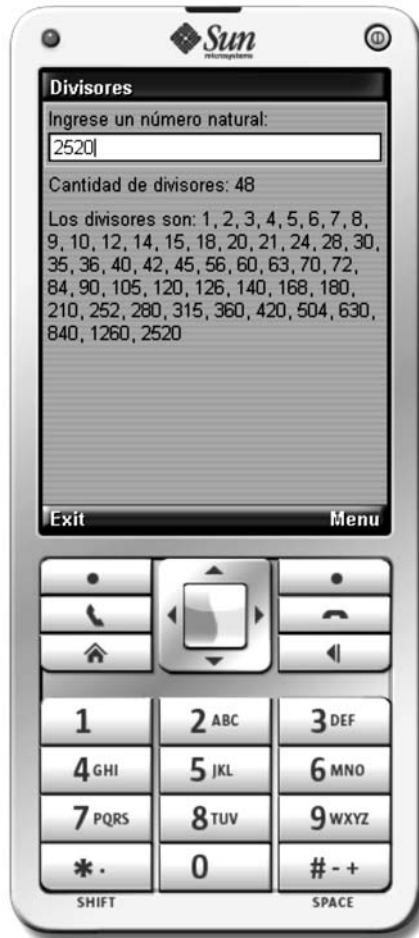 Sun
microsystems
Divisores
Ingrese un número natural:
2520
Cantidad de divisores: 48
Los divisores son: 1, 2, 3, 4, 5, 6, 7, 8,
9, 10, 12, 14, 15, 18, 20, 21, 24, 28, 30,
35, 36, 40, 42, 45, 56, 60, 63, 70, 72,
84, 90, 105, 120, 126, 140, 168, 180,
210, 252, 280, 315, 360, 420, 504, 630,
840, 1260, 2520
Exit Menu
1 2 ABC 3 DEF
4 GHI 5 JKL 6 MNO
7 PQRS 8 TUV 9 WXYZ
* . 0 # - +
SHIFT SPACE